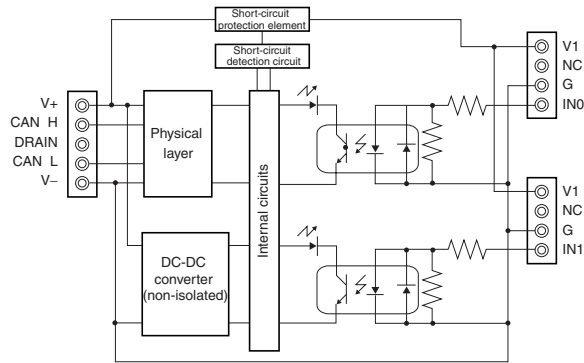 Short-circuit
protection element
Short-circuit
detection circuit
V+
CAN H
DRAIN
CAN L
V–
Physical
layer
DC-DC
converter
(non-isolated)
Internal circuits
V1
NC
G
IN0
V1
NC
G
IN1